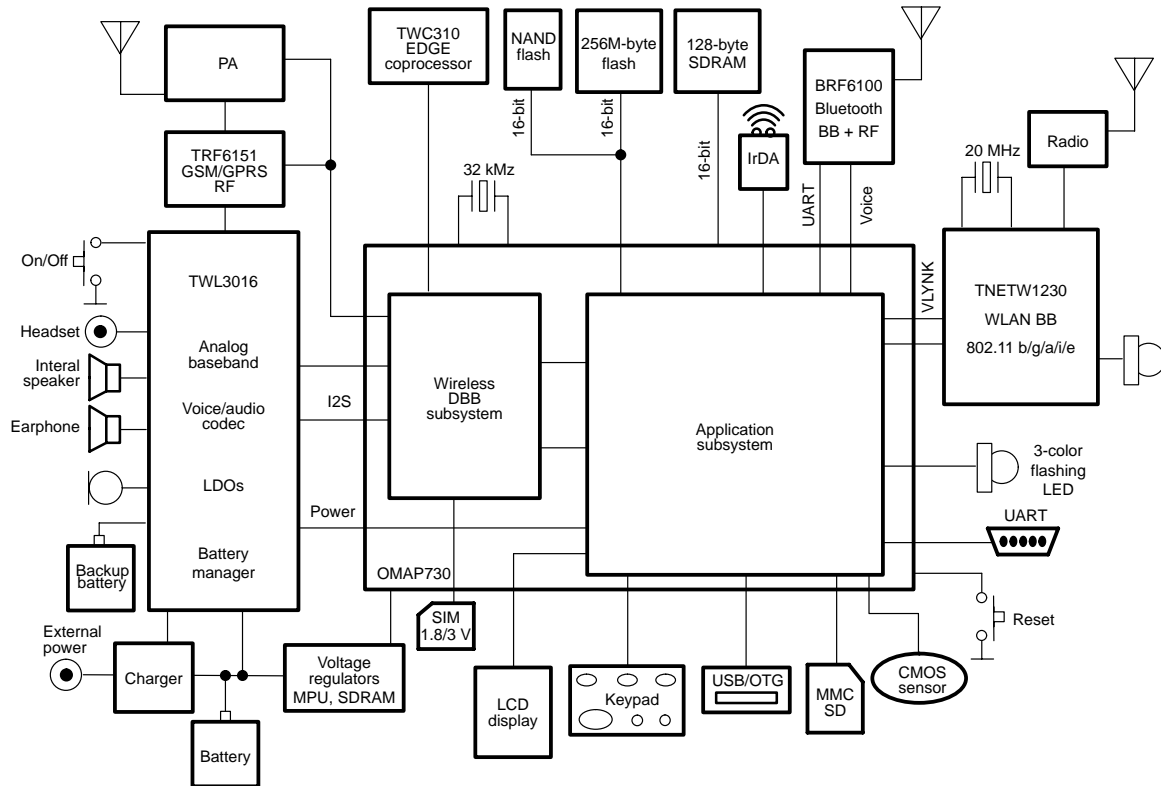 PA
TWC310
EDGE
coprocessor
NAND
flash
256M-byte
flash
128-byte
SDRAM
BRF6100
Bluetooth
BB + RF
16-bit
16-bit
16-bit
IrDA
Radio
20 MHz
TRF6151
GSM/GPRS
RF
32 kMz
UART
Voice
On/Off
TWL3016
Analog
baseband
Voice/audio
codec
LDOs
Battery
manager
Headset
Interal
speaker
Earphone
I2S
Power
Wireless
DBB
subsystem
Application
subsystem
VLYNK
TNETW1230
WLAN BB
802.11 b/g/a/i/e
3-color
flashing
LED
UART
Backup
battery
OMAP730
SIM
1.8/3 V
Reset
External
power
Charger
Voltage
regulators
MPU, SDRAM
Battery
LCD
display
Keypad
USB/OTG
MMC
SD
CMOS
sensor